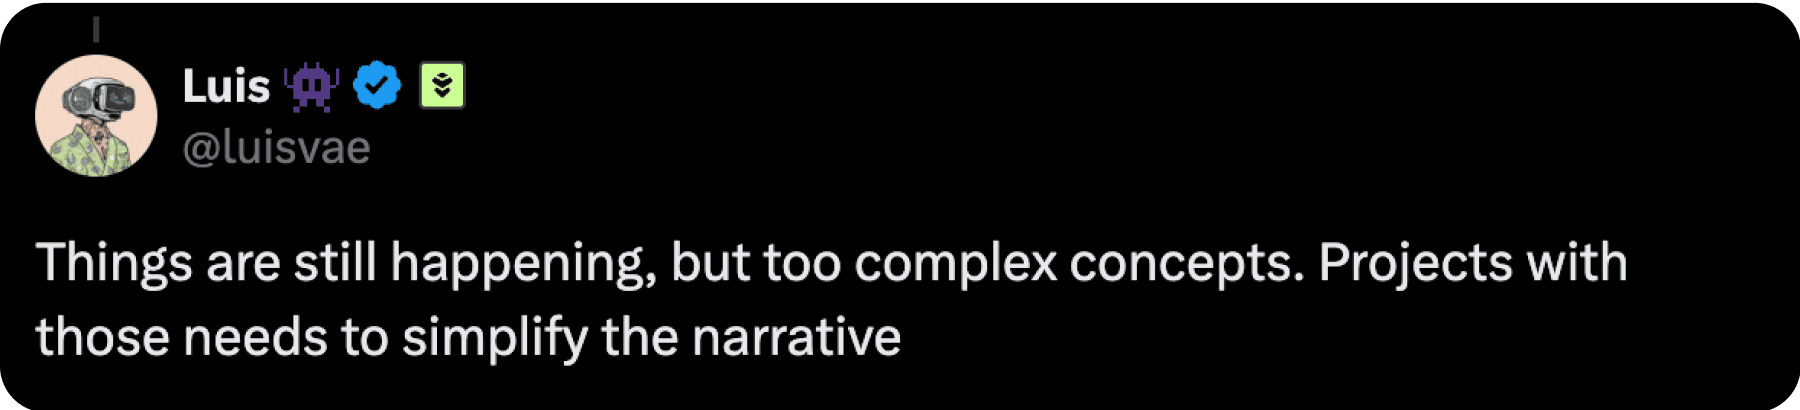 Luis
@luisvae
Things are still happening, but too complex concepts. Projects with
those needs to simplify the narrative